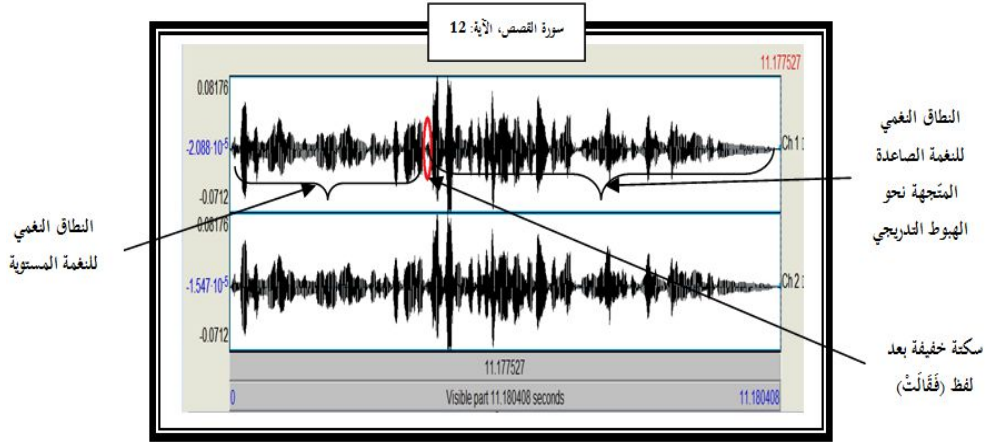 سورة القصص، الآية: 12
11.177527
0.08176
-2.088·10-5
-0.0712
Ch 1
0.08176
-1.547·10-5
-0.0712
Ch 2
11.177527
0
Visible part 11.180408 seconds
11.180408
النطاق النغمي
للنغمة الصاعدة
المتّجهة نحو
الهبوط التدريجي
النطاق النغمي
للنغمة المستوية
سكتة خفيفة بعد
لفظ (فَقَالَتْ)